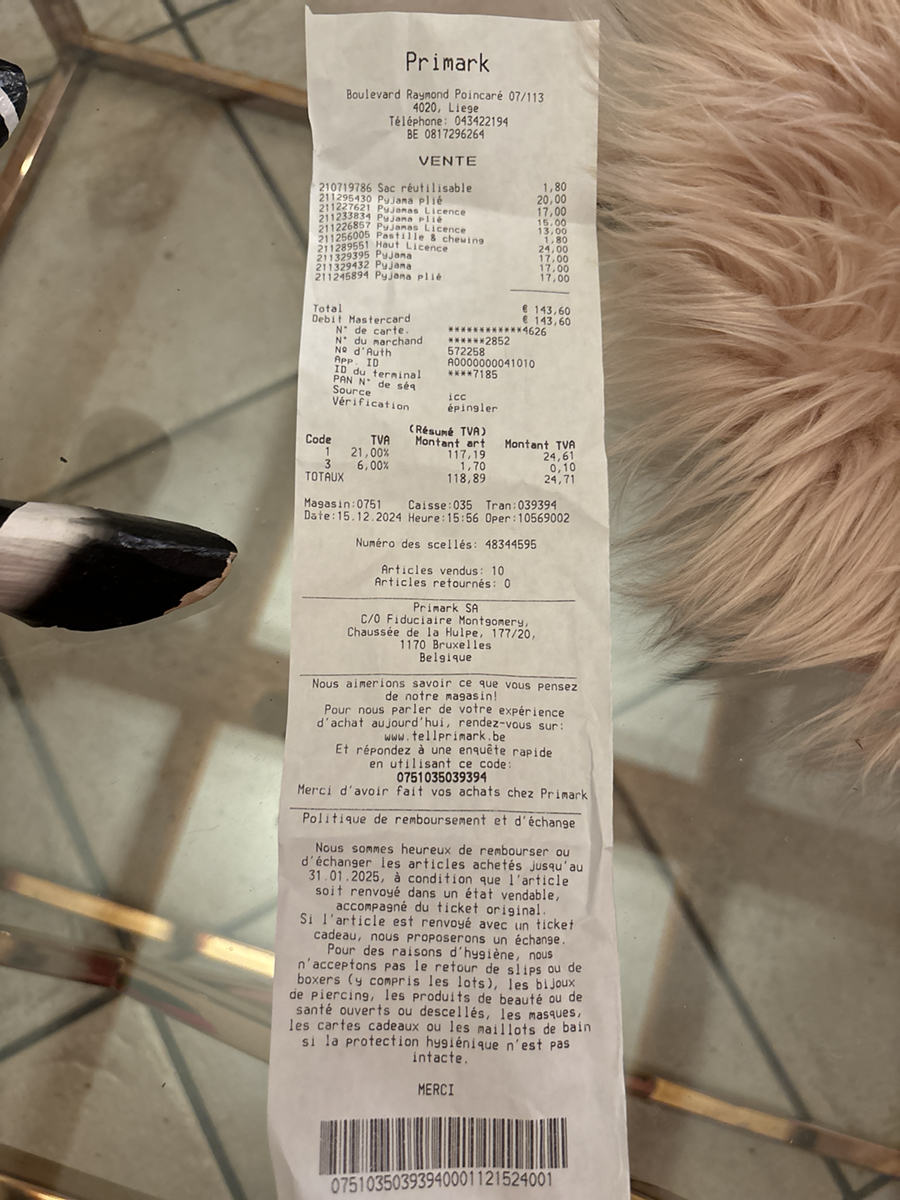 Primark
Boulevard Raymond Poincaré 07/113
4020, Liege
Téléphone: 043422194
BE 0817296264
VENTE
210719786 Sac réutilisable 1,80
211295430 Pyjama plié 20,00
211227621 Pyjamas Licence 17,00
211233834 Pyjama plié 15,00
211226857 Pyjamas Licence 13,00
211256005 Pastille & chewing 1,80
211289551 Haut Licence 24,00
211329395 Pyjama 17,00
211329432 Pyjama 17,00
211245894 Pyjama plié 17,00
Total € 143,60
Debit Mastercard € 143,60
N° de carte. ************4626
N° du marchand ******2852
Nº d'Auth 572258
App. ID A0000000041010
ID du terminal ****7185
PAN N° de séq
Source icc
Vérification épingler
(Résumé TVA)
Code TVA Montant art Montant TVA
1 21,00% 117,19 24,61
3 6,00% 1,70 0,10
TOTAUX 118,89 24,71
Magasin:0751 Caisse:035 Tran:039394
Date:15.12.2024 Heure:15:56 Oper:10569002
Numéro des scellés: 48344595
Articles vendus: 10
Articles retournés: 0
Primark SA
C/O Fiduciaire Montgomery,
Chaussée de la Hulpe, 177/20,
1170 Bruxelles
Belgique
Nous aimerions savoir ce que vous pensez
de notre magasin!
Pour nous parler de votre expérience
d'achat aujourd'hui, rendez-vous sur:
www.tellprimark.be
Et répondez à une enquête rapide
en utilisant ce code:
0751035039394
Merci d'avoir fait vos achats chez Primark
Politique de remboursement et d'échange
Nous sommes heureux de rembourser ou
d'échanger les articles achetés jusqu'au
31.01.2025, à condition que l'article
soit renvoyé dans un état vendable,
accompagné du ticket original.
Si l'article est renvoyé avec un ticket
cadeau, nous proposerons un échange.
Pour des raisons d'hygiène, nous
n'acceptons pas le retour de slips ou de
boxers (y compris les lots), les bijoux
de piercing, les produits de beauté ou de
santé ouverts ou descellés, les masques,
les cartes cadeaux ou les maillots de bain
si la protection hygiénique n'est pas
intacte.
MERCI
07510350393940001121524001